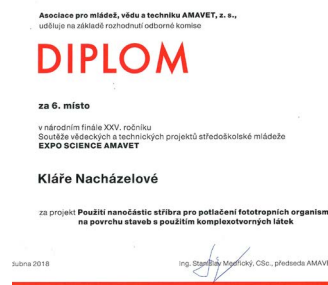 Asociace pro mládež, vědu a techniku AMAVET, z. s.,
uděluje na základě rozhodnutí odborné komise
DIPLOM
za 6. místo
v národním finále XXV. ročníku
Soutěže vědeckých a technických projektů středoškolské mládeže
EXPO SCIENCE AMAVET
Kláře Nacházelové
za projekt Použití nanočástic stříbra pro potlačení fototropních organism
na povrchu staveb s použitím komplexotvorných látek
dubna 2018
Ing. Stanislav Medřický, CSc., předseda AMAV